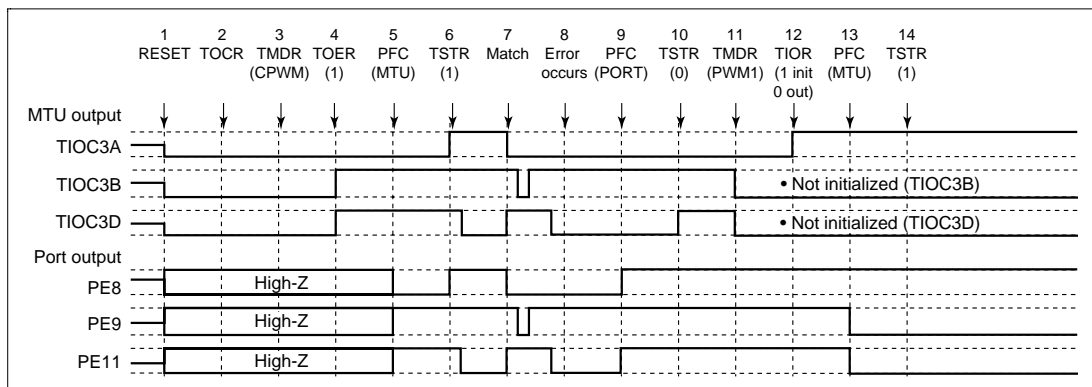 1 2 3 4 5 6 7 8 9 10 11 12 13 14
RESET TOCR TMDR TOER PFC TSTR Match Error PFC TSTR TMDR TIOR PFC TSTR
(CPWM) (1) (MTU) (1) occurs (PORT) (0) (PWM1) (1 init (MTU) (1)
0 out)
MTU output
TIOC3A
TIOC3B • Not initialized (TIOC3B)
TIOC3D • Not initialized (TIOC3D)
Port output
PE8 High-Z
PE9 High-Z
PE11 High-Z